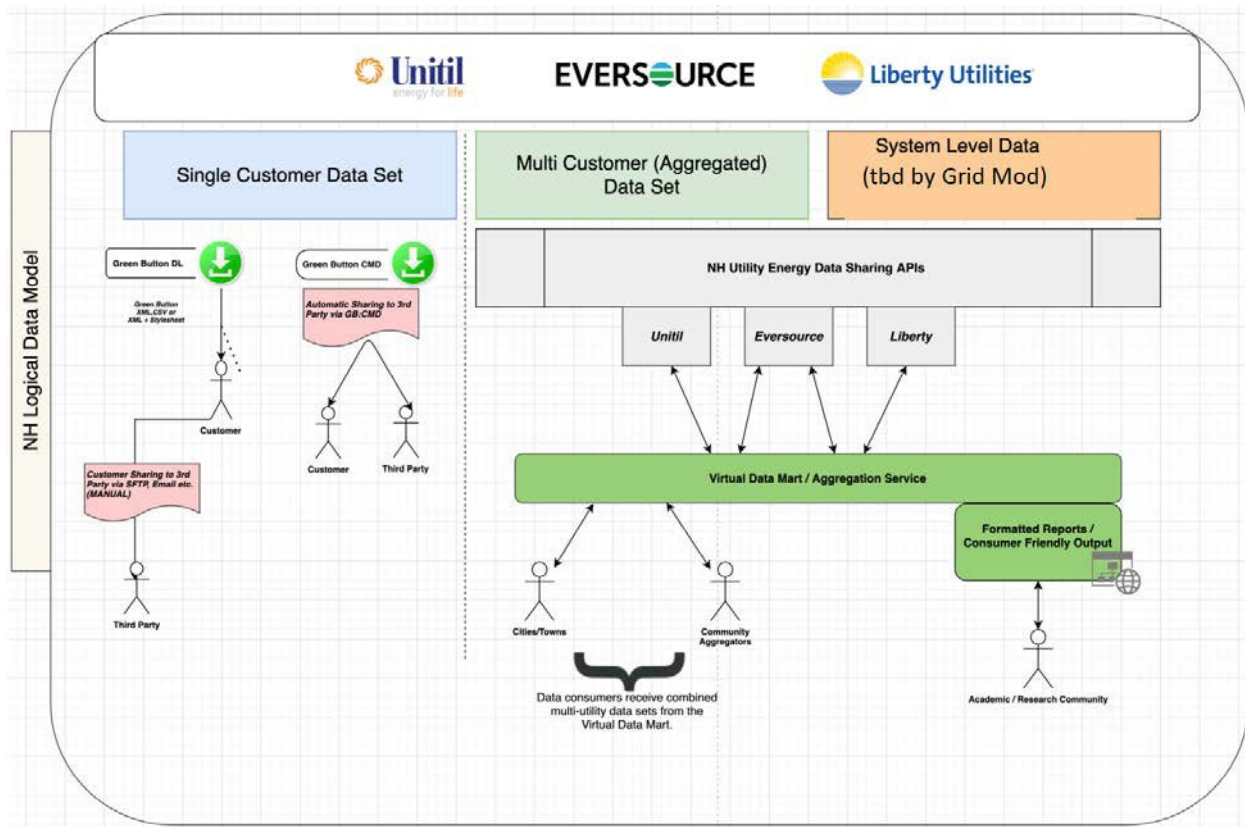 Unitil
energy for life
EVERSOURCE
Liberty Utilities
NH Logical Data Model
Single Customer Data Set
Multi Customer (Aggregated)
Data Set
System Level Data
(tbd by Grid Mod)
Green Button DL
Green Button CMD
Green Button
XML,CSV or
XML + Stylesheet
Automatic Sharing to 3rd
Party via GB:CMD
Customer
Customer
Third Party
Customer Sharing to 3rd
Party via SFTP, Email etc.
(MANUAL)
Third Party
NH Utility Energy Data Sharing APIs
Unitil
Eversource
Liberty
Virtual Data Mart / Aggregation Service
Formatted Reports /
Consumer Friendly Output
Cities/Towns
Community
Aggregators
Data consumers receive combined
multi-utility data sets from the
Virtual Data Mart.
Academic / Research Community